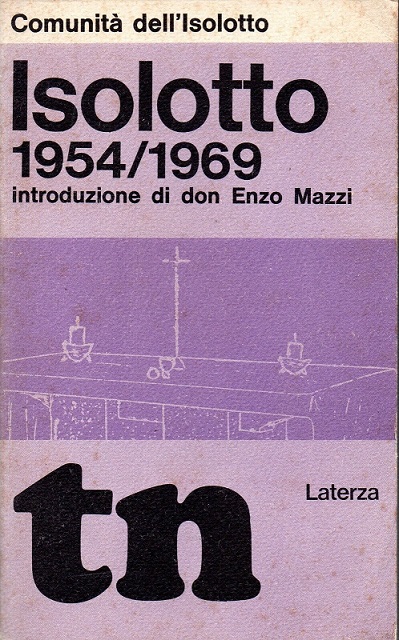 Comunità dell'Isolotto
Isolotto
1954/1969
introduzione di don Enzo Mazzi
Laterza
tn